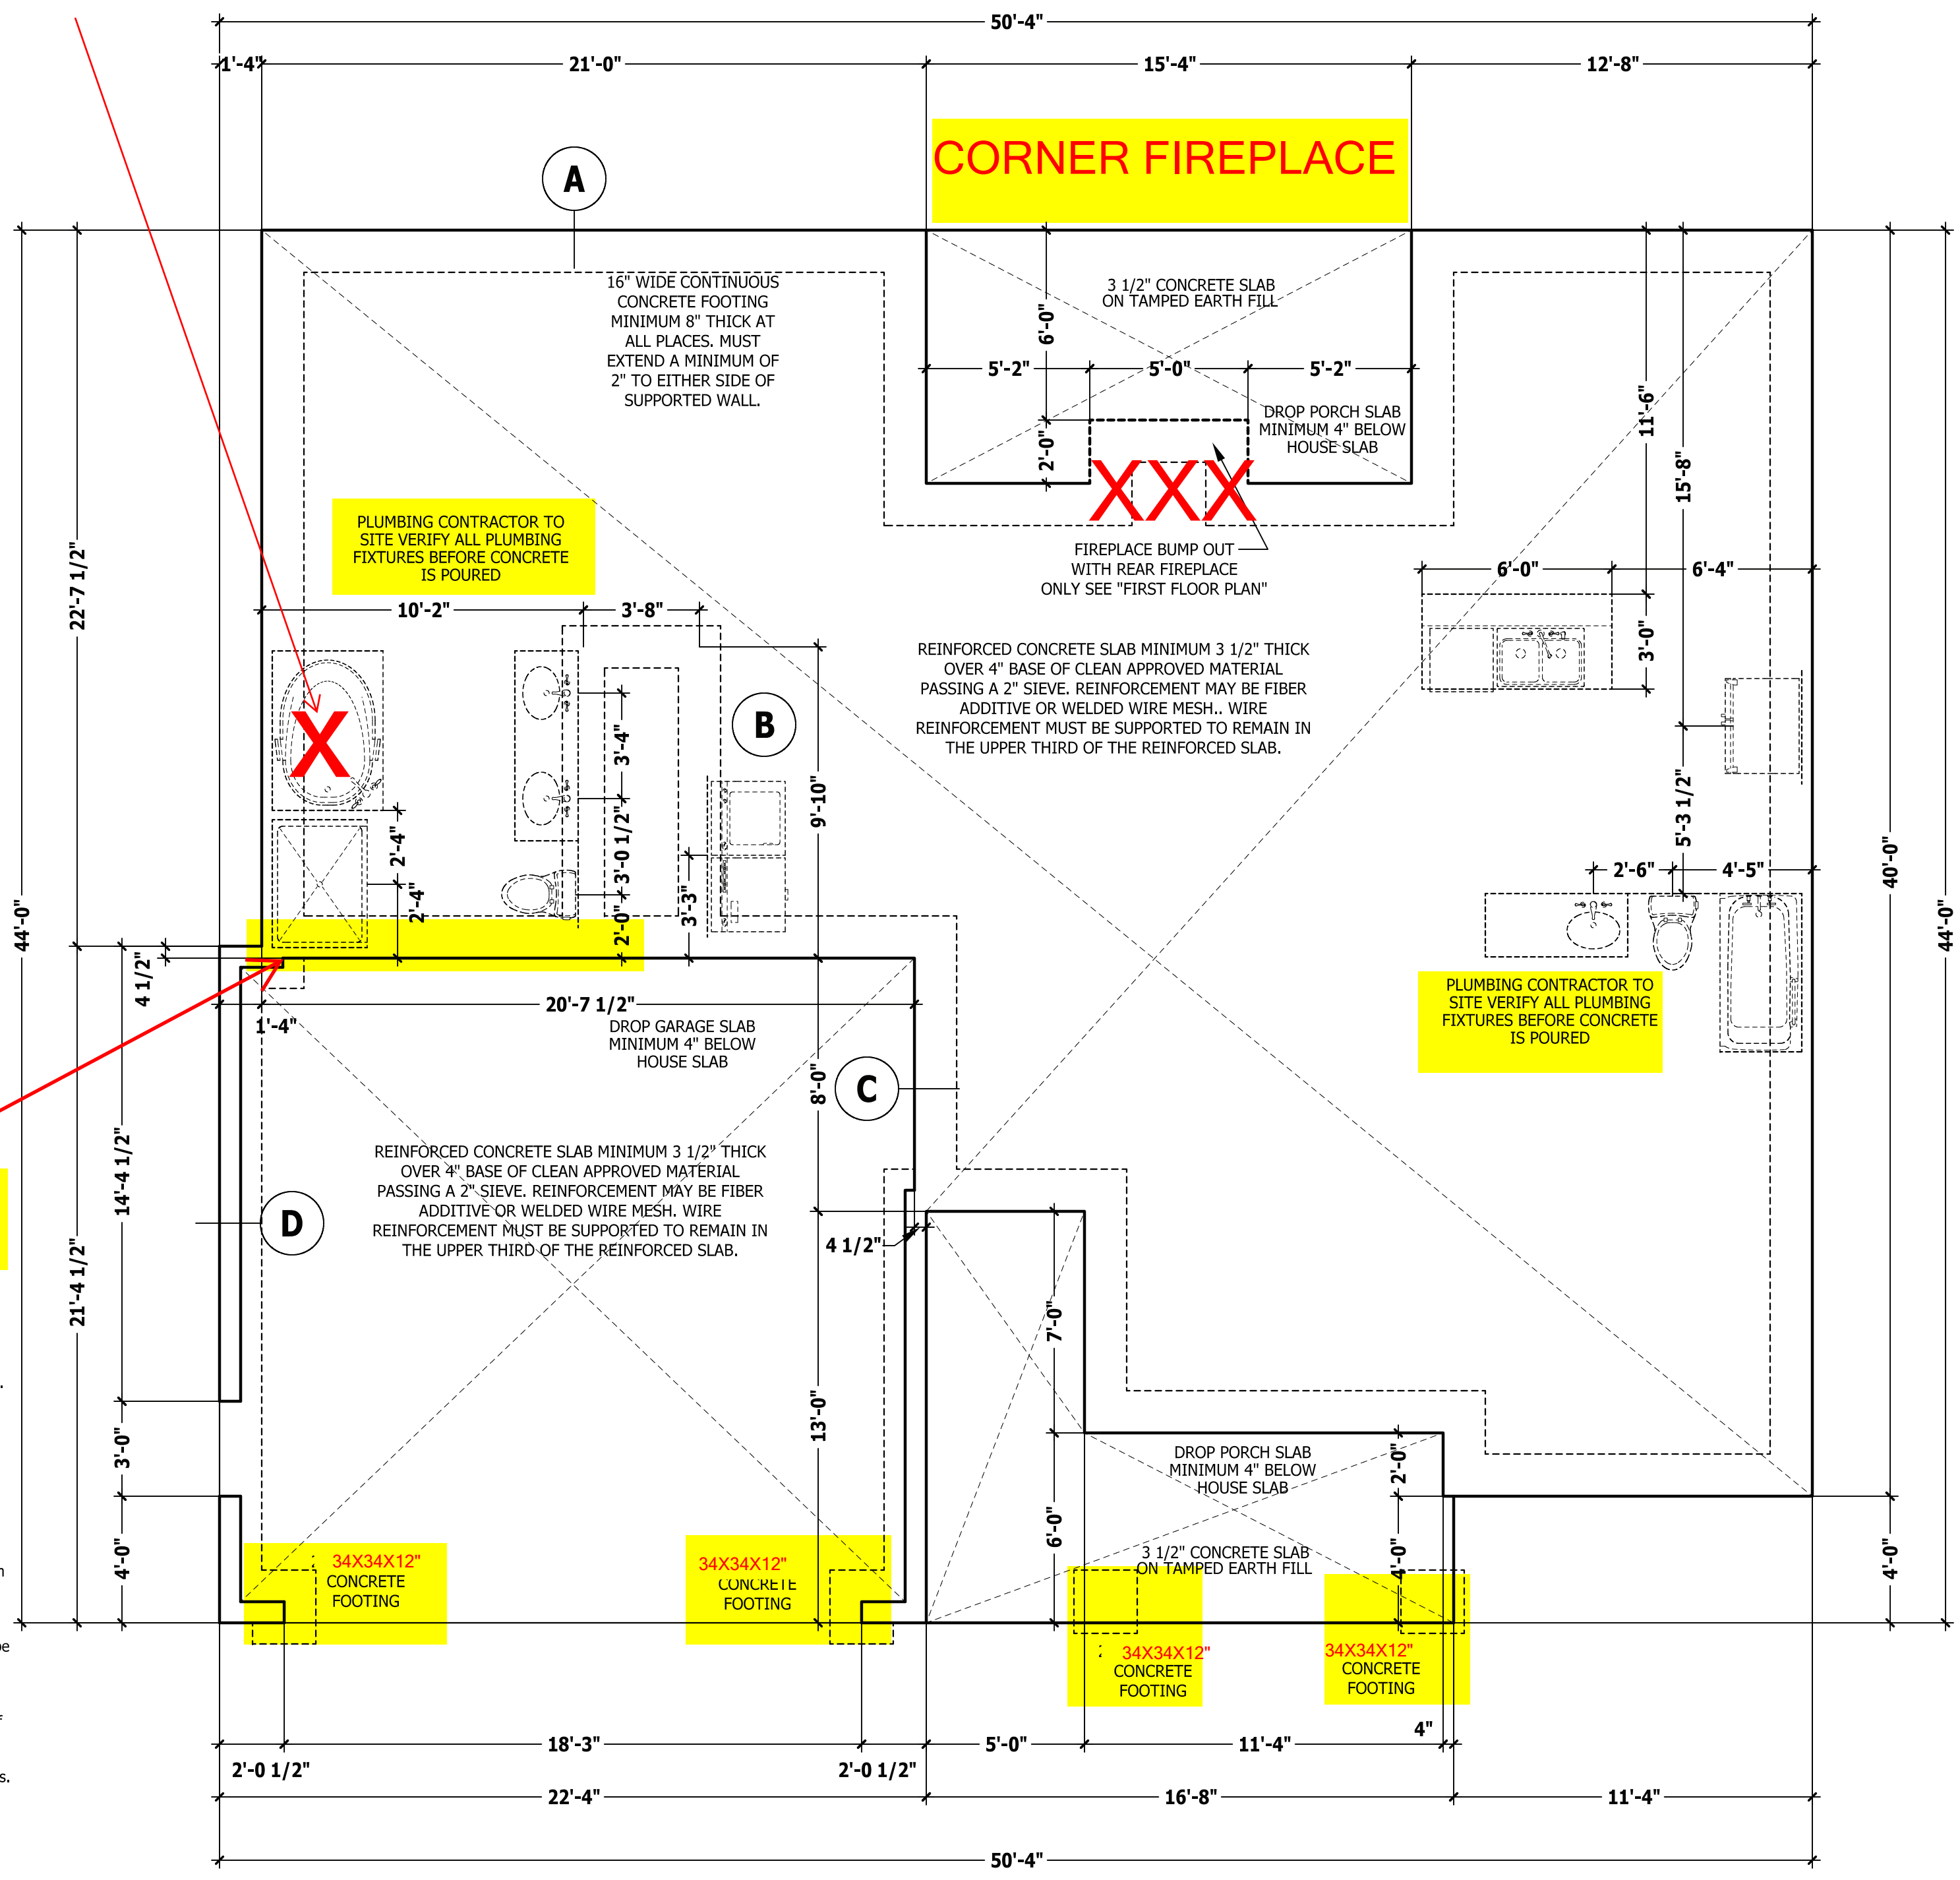 50'-4"
1'-4"
21'-0"
15'-4"
12'-8"
CORNER FIREPLACE
A
16" WIDE CONTINUOUS
CONCRETE FOOTING
MINIMUM 8" THICK AT
ALL PLACES. MUST
EXTEND A MINIMUM OF
2" TO EITHER SIDE OF
SUPPORTED WALL.
3 1/2" CONCRETE SLAB
ON TAMPED EARTH FILL
6'-0"
5'-2"
5'-0"
5'-2"
2'-0"
DROP PORCH SLAB
MINIMUM 4" BELOW
HOUSE SLAB
XXX
FIREPLACE BUMP OUT
WITH REAR FIREPLACE
ONLY SEE "FIRST FLOOR PLAN"
11'-6"
15'-8"
22'-7 1/2"
PLUMBING CONTRACTOR TO
SITE VERIFY ALL PLUMBING
FIXTURES BEFORE CONCRETE
IS POURED
10'-2"
3'-8"
6'-0"
6'-4"
3'-0"
REINFORCED CONCRETE SLAB MINIMUM 3 1/2" THICK
OVER 4" BASE OF CLEAN APPROVED MATERIAL
PASSING A 2" SIEVE. REINFORCEMENT MAY BE FIBER
ADDITIVE OR WELDED WIRE MESH.. WIRE
REINFORCEMENT MUST BE SUPPORTED TO REMAIN IN
THE UPPER THIRD OF THE REINFORCED SLAB.
X
B
3'-4"
9'-10"
3'-0 1/2"
2'-4"
2'-4"
2'-0"
3'-3"
5'-3 1/2"
2'-6"
4'-5"
40'-0"
44'-0"
44'-0"
4 1/2"
1'-4"
20'-7 1/2"
DROP GARAGE SLAB
MINIMUM 4" BELOW
HOUSE SLAB
PLUMBING CONTRACTOR TO
SITE VERIFY ALL PLUMBING
FIXTURES BEFORE CONCRETE
IS POURED
8'-0"
C
14'-4 1/2"
21'-4 1/2"
REINFORCED CONCRETE SLAB MINIMUM 3 1/2" THICK
OVER 4" BASE OF CLEAN APPROVED MATERIAL
PASSING A 2" SIEVE. REINFORCEMENT MAY BE FIBER
ADDITIVE OR WELDED WIRE MESH. WIRE
REINFORCEMENT MUST BE SUPPORTED TO REMAIN IN
THE UPPER THIRD OF THE REINFORCED SLAB.
D
4 1/2"
7'-0"
13'-0"
3'-0"
4'-0"
DROP PORCH SLAB
MINIMUM 4" BELOW
HOUSE SLAB
2'-0"
6'-0"
3 1/2" CONCRETE SLAB
ON TAMPED EARTH FILL
4'-0"
4'-0"
34X34X12"
CONCRETE
FOOTING
34X34X12"
CONCRETE
FOOTING
34X34X12"
CONCRETE
FOOTING
34X34X12"
CONCRETE
FOOTING
2'-0 1/2"
18'-3"
2'-0 1/2"
5'-0"
11'-4"
4"
22'-4"
16'-8"
11'-4"
50'-4"